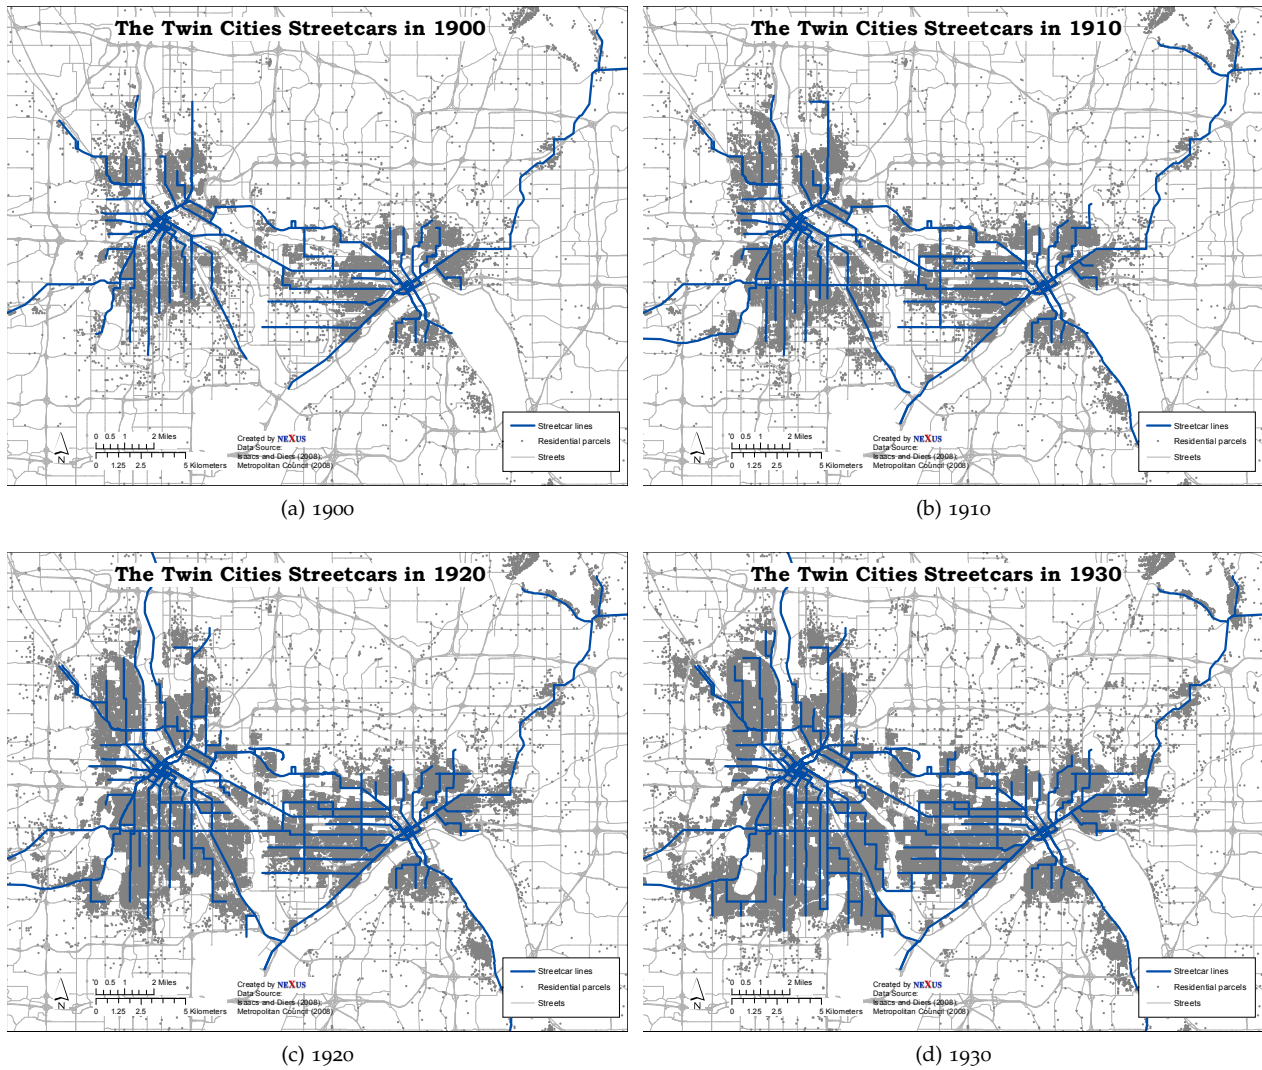 The Twin Cities Streetcars in 1900
0 0.5 1 2 Miles
0 1.25 2.5 5 Kilometers
N
Created by NEXUS
Data Source:
Isaacs and Diers (2008);
Metropolitan Council (2008)
Streetcar lines
Residential parcels
Streets
(a) 1900
The Twin Cities Streetcars in 1910
0 0.5 1 2 Miles
0 1.25 2.5 5 Kilometers
N
Created by NEXUS
Data Source:
Isaacs and Diers (2008);
Metropolitan Council (2008)
Streetcar lines
Residential parcels
Streets
(b) 1910
The Twin Cities Streetcars in 1920
0 0.5 1 2 Miles
0 1.25 2.5 5 Kilometers
N
Created by NEXUS
Data Source:
Isaacs and Diers (2008);
Metropolitan Council (2008)
Streetcar lines
Residential parcels
Streets
(c) 1920
The Twin Cities Streetcars in 1930
0 0.5 1 2 Miles
0 1.25 2.5 5 Kilometers
N
Created by NEXUS
Data Source:
Isaacs and Diers (2008);
Metropolitan Council (2008)
Streetcar lines
Residential parcels
Streets
(d) 1930